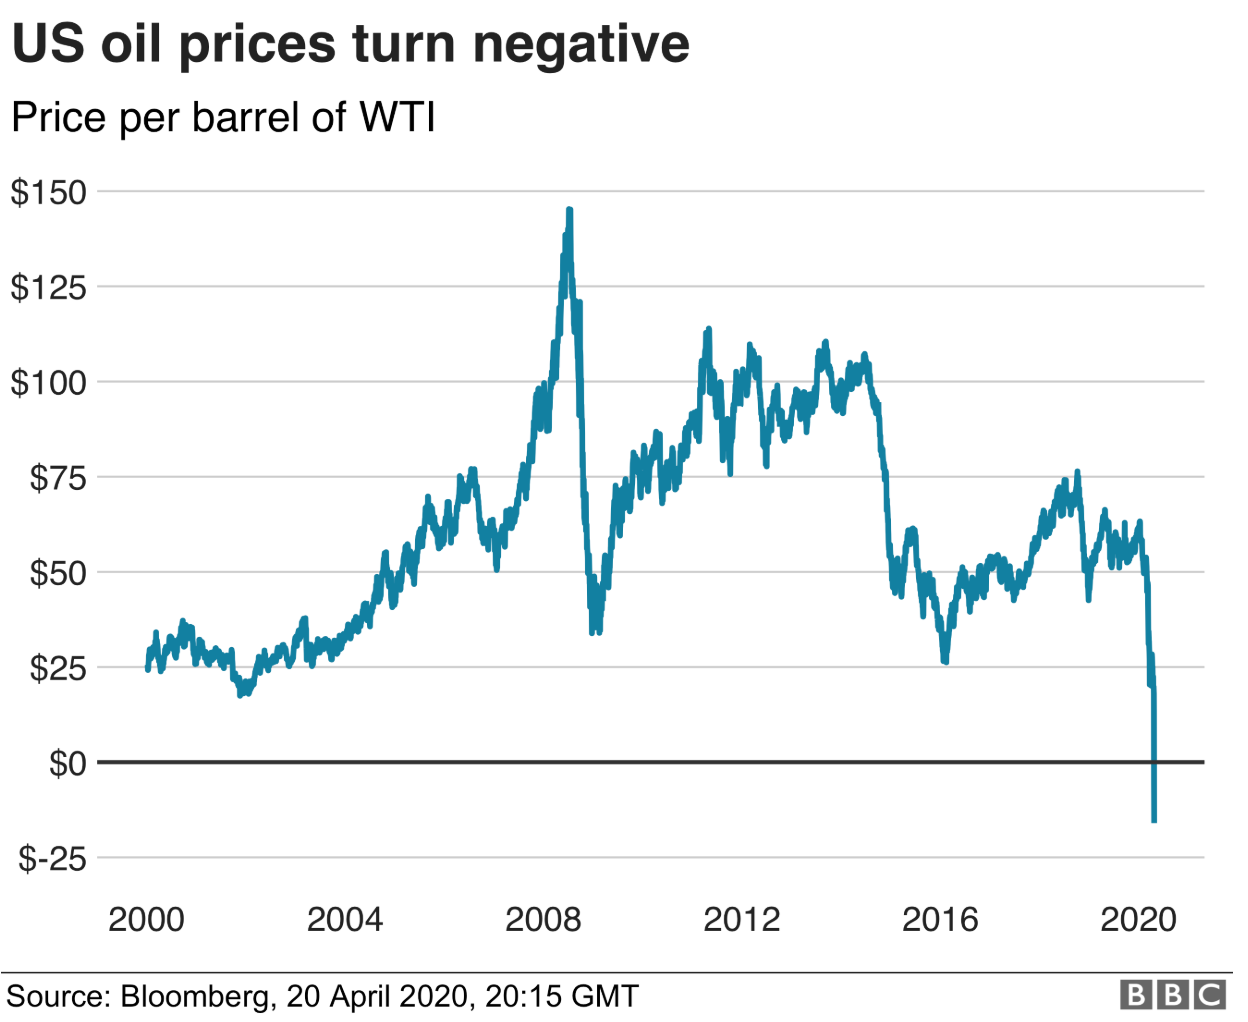 US oil prices turn negative
Price per barrel of WTI
$150
$125
$100
$75
$50
$25
$0
$-25
2000 2004 2008 2012 2016 2020
Source: Bloomberg, 20 April 2020, 20:15 GMT
BBC